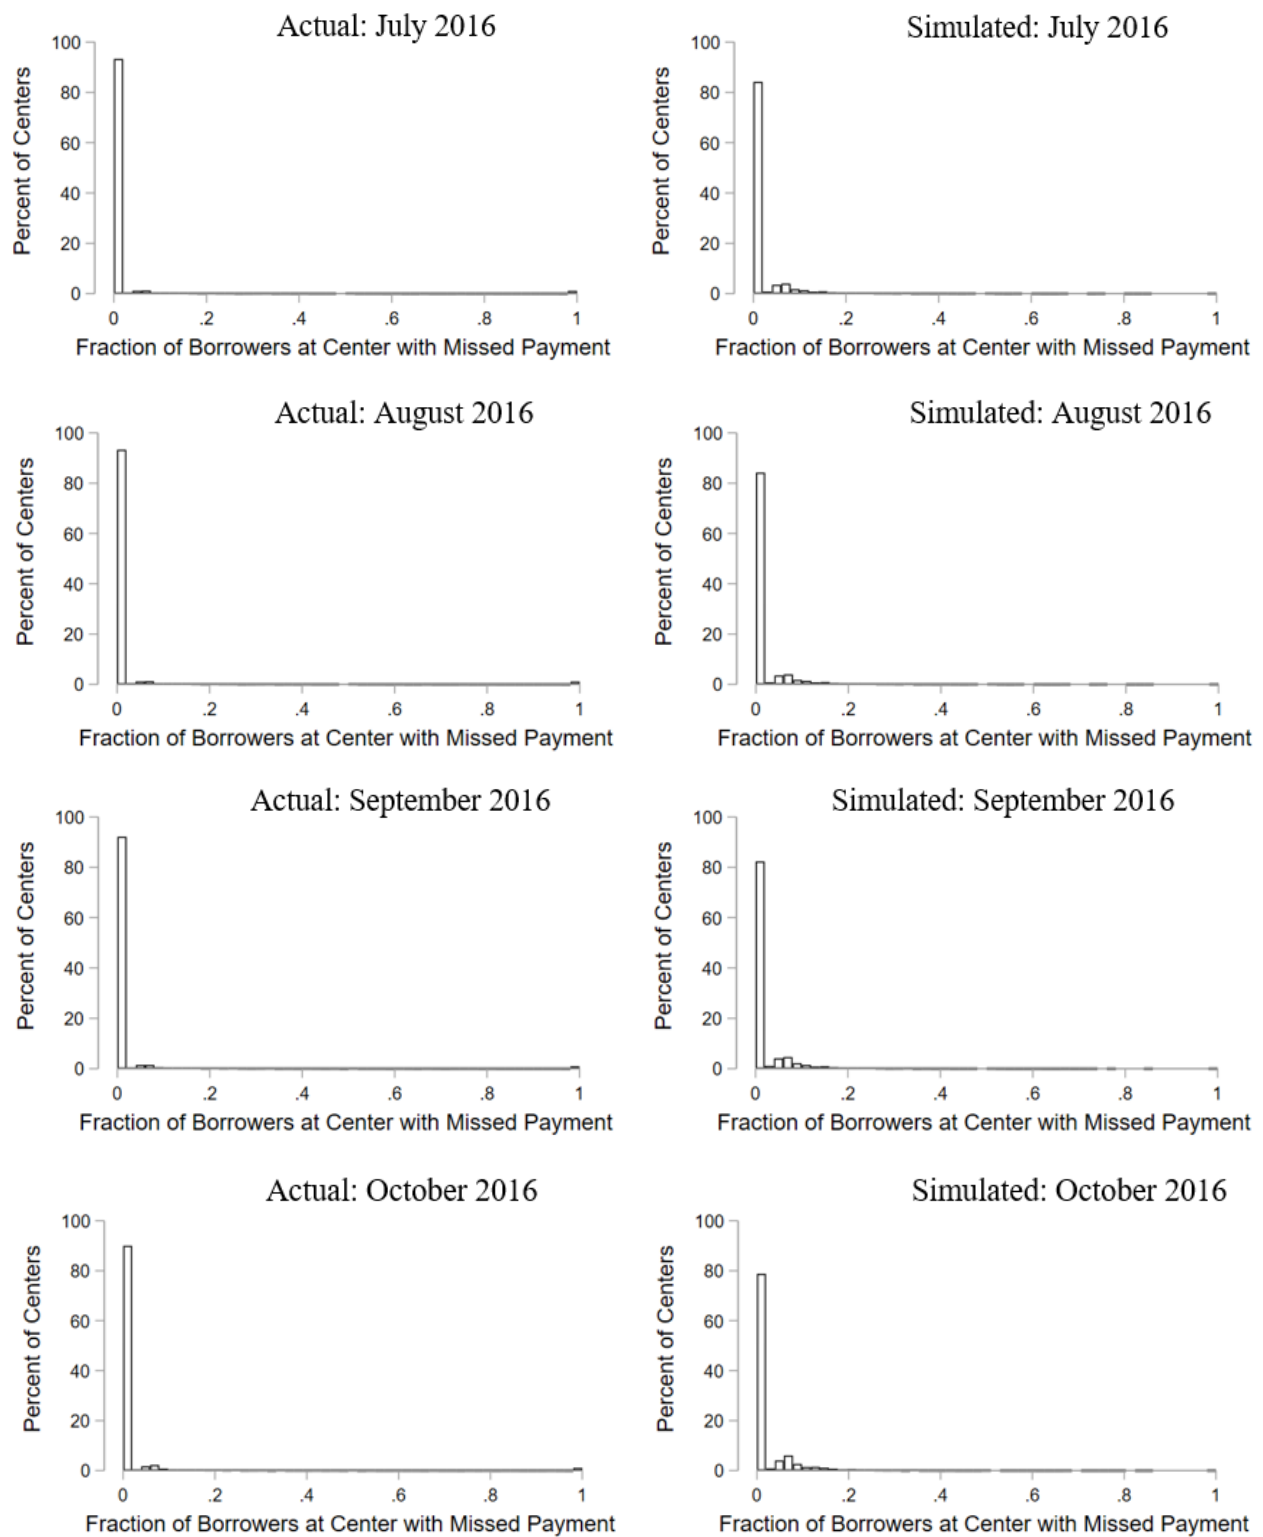 Actual: July 2016
100
80
60
40
20
0
Percent of Centers
0 .2 .4 .6 .8 1
Fraction of Borrowers at Center with Missed Payment
Simulated: July 2016
100
80
60
40
20
0
Percent of Centers
0 .2 .4 .6 .8 1
Fraction of Borrowers at Center with Missed Payment
Actual: August 2016
100
80
60
40
20
0
Percent of Centers
0 .2 .4 .6 .8 1
Fraction of Borrowers at Center with Missed Payment
Simulated: August 2016
100
80
60
40
20
0
Percent of Centers
0 .2 .4 .6 .8 1
Fraction of Borrowers at Center with Missed Payment
Actual: September 2016
100
80
60
40
20
0
Percent of Centers
0 .2 .4 .6 .8 1
Fraction of Borrowers at Center with Missed Payment
Simulated: September 2016
100
80
60
40
20
0
Percent of Centers
0 .2 .4 .6 .8 1
Fraction of Borrowers at Center with Missed Payment
Actual: October 2016
100
80
60
40
20
0
Percent of Centers
0 .2 .4 .6 .8 1
Fraction of Borrowers at Center with Missed Payment
Simulated: October 2016
100
80
60
40
20
0
Percent of Centers
0 .2 .4 .6 .8 1
Fraction of Borrowers at Center with Missed Payment